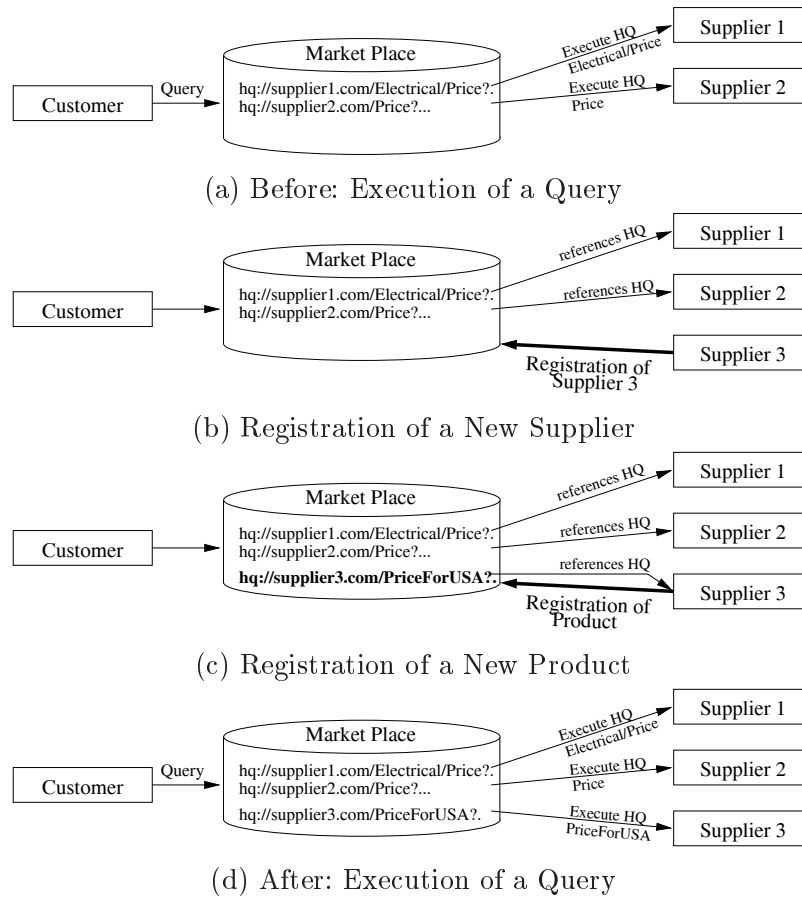 Market Place
Execute HQ
Electrical/Price
Supplier 1
Query
Customer
hq://supplier1.com/Electrical/Price?.
hq://supplier2.com/Price?...
Execute HQ
Price
Supplier 2
(a) Before: Execution of a Query
Market Place
references HQ
Supplier 1
Customer
hq://supplier1.com/Electrical/Price?.
hq://supplier2.com/Price?...
references HQ
Supplier 2
Registration of
Supplier 3
Supplier 3
(b) Registration of a New Supplier
Market Place
references HQ
Supplier 1
Customer
hq://supplier1.com/Electrical/Price?.
hq://supplier2.com/Price?...
hq://supplier3.com/PriceForUSA?.
references HQ
Supplier 2
references HQ
Registration of
Product
Supplier 3
(c) Registration of a New Product
Market Place
Execute HQ
Electrical/Price
Supplier 1
Query
Customer
hq://supplier1.com/Electrical/Price?.
hq://supplier2.com/Price?...
hq://supplier3.com/PriceForUSA?.
Execute HQ
Price
Supplier 2
Execute HQ
PriceForUSA
Supplier 3
(d) After: Execution of a Query